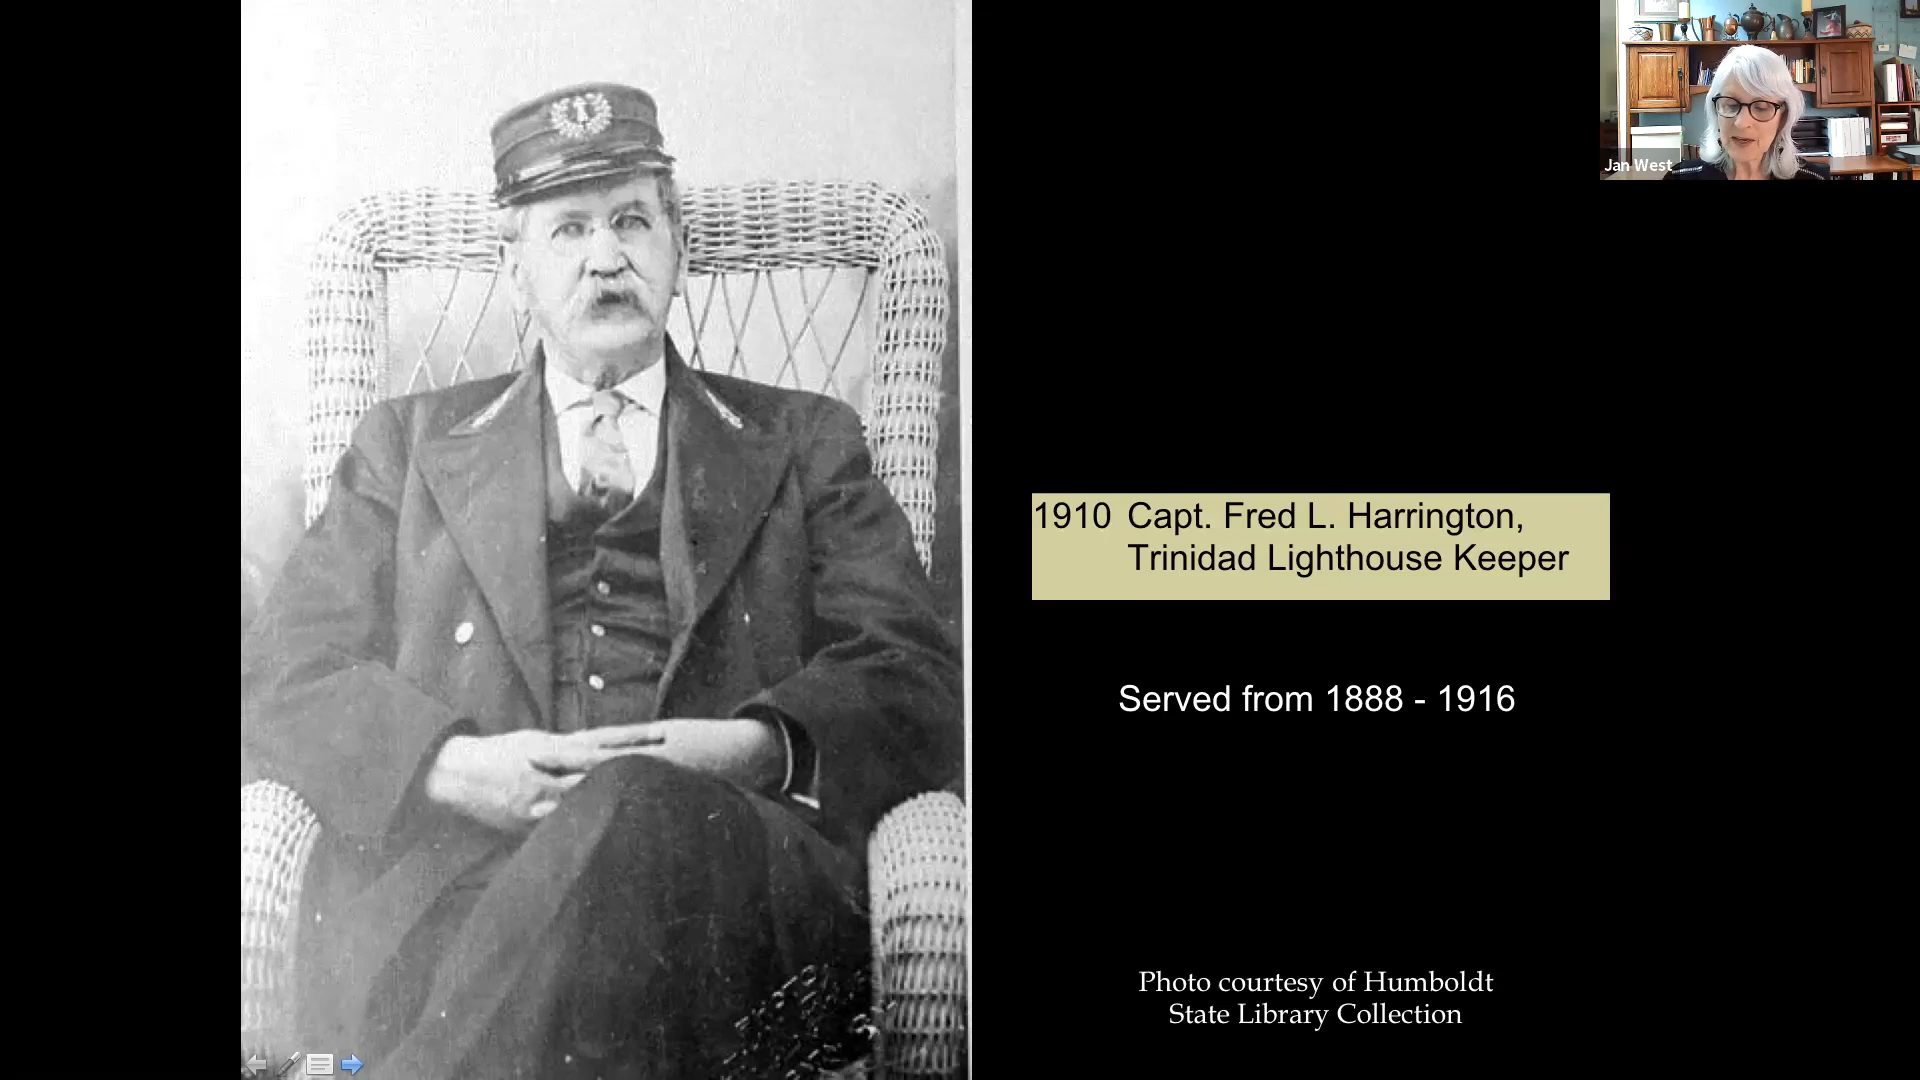 Jan West
1910 Capt. Fred L. Harrington,
Trinidad Lighthouse Keeper
Served from 1888 - 1916
Photo courtesy of Humboldt
State Library Collection